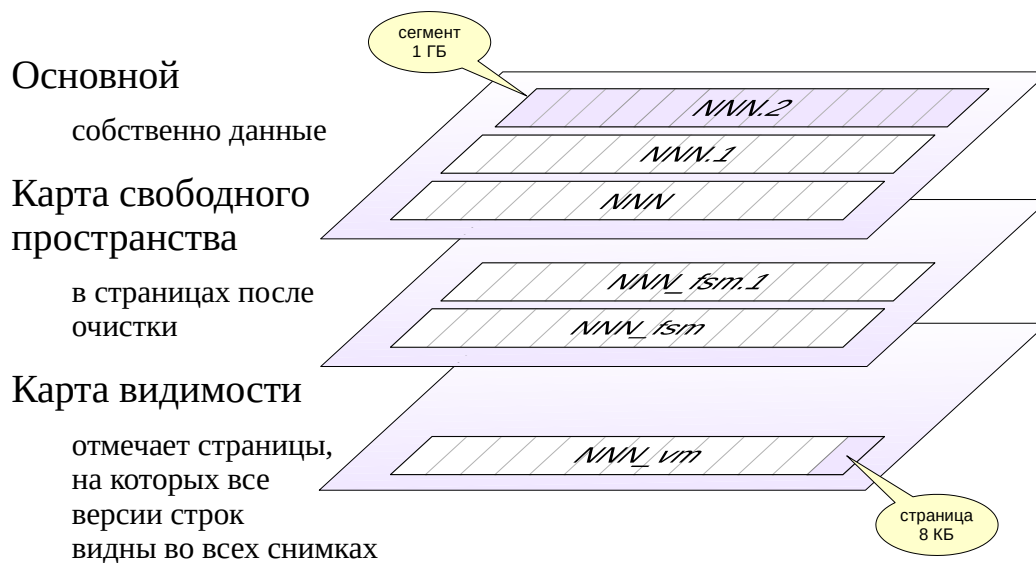 сегмент
1 ГБ
Основной
собственно данные
Карта свободного
пространства
в страницах после
очистки
Карта видимости
отмечает страницы,
на которых все
версии строк
видны во всех снимках
NNN.2
NNN.1
NNN
NNN_fsm.1
NNN_fsm
NNN_vm
страница
8 КБ